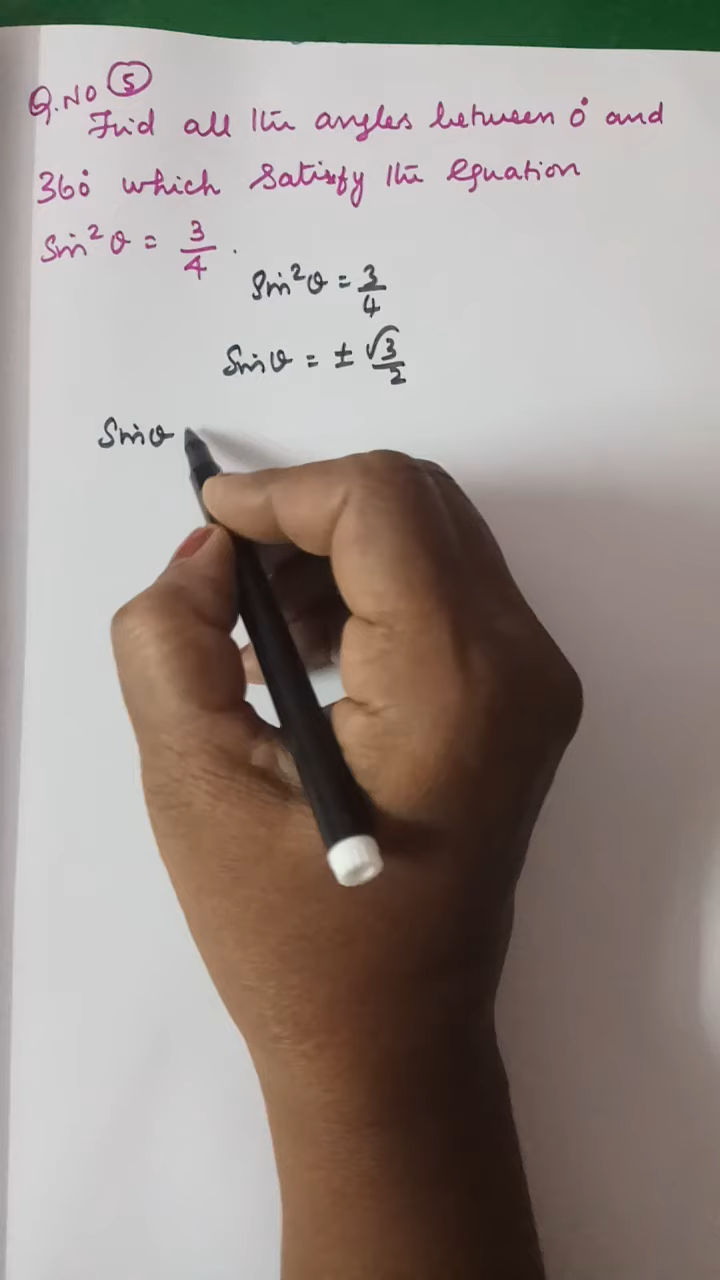 Q.NO 5
Find all the angles between 0° and
360° which satisfy the equation
Sin²θ = 3/4.
Sin²θ = 3/4
Sinθ = ± √3/2
Sinθ